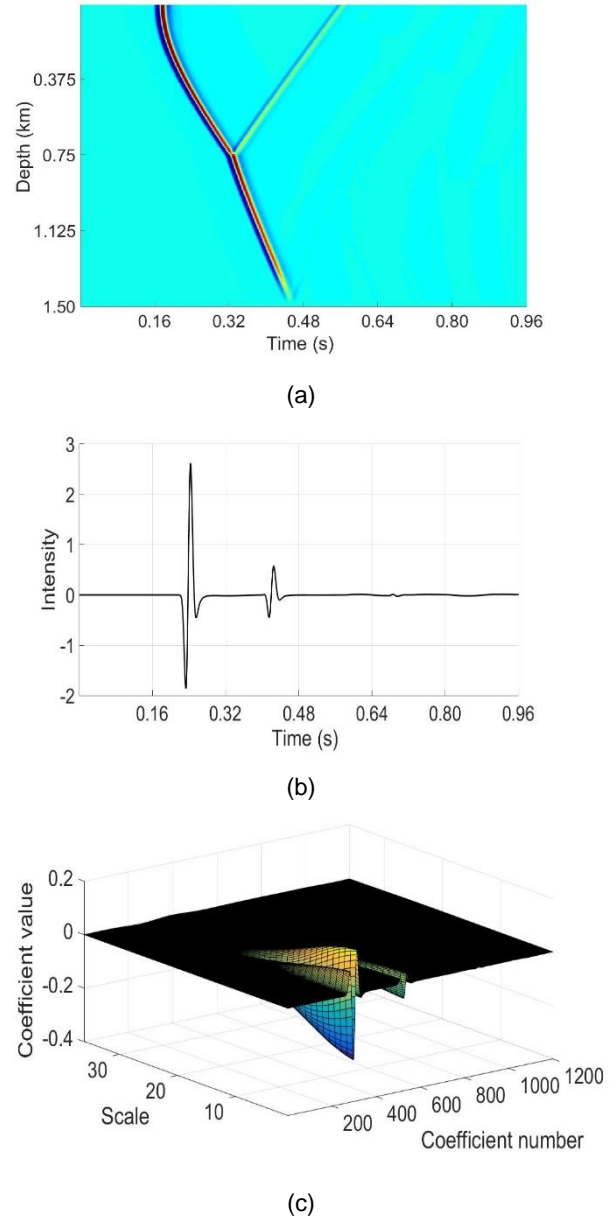 Depth (km)
0.375
0.75
1.125
1.50
0.16 0.32 0.48 0.64 0.80 0.96
Time (s)
(a)
Intensity
3
2
1
0
-1
-2
0.16 0.32 0.48 0.64 0.80 0.96
Time (s)
(b)
Coefficient value
0.2
0
-0.2
-0.4
30
20
10
Scale
200 400 600 800 1000 1200
Coefficient number
(c)